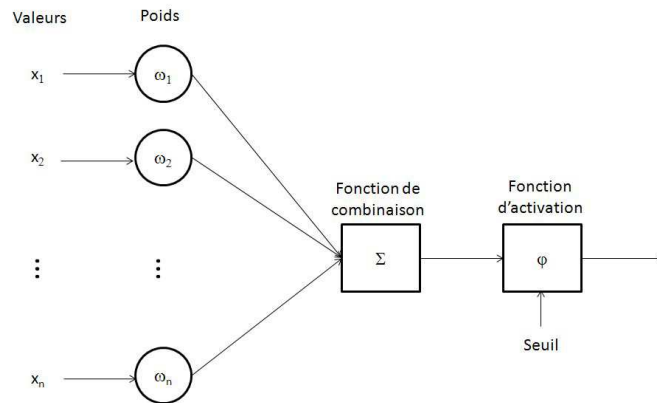 Valeurs
Poids
x₁
ω₁
x₂
ω₂
Fonction de
combinaison
Fonction
d'activation
⋮
⋮
Σ
φ
Seuil
xₙ
ωₙ